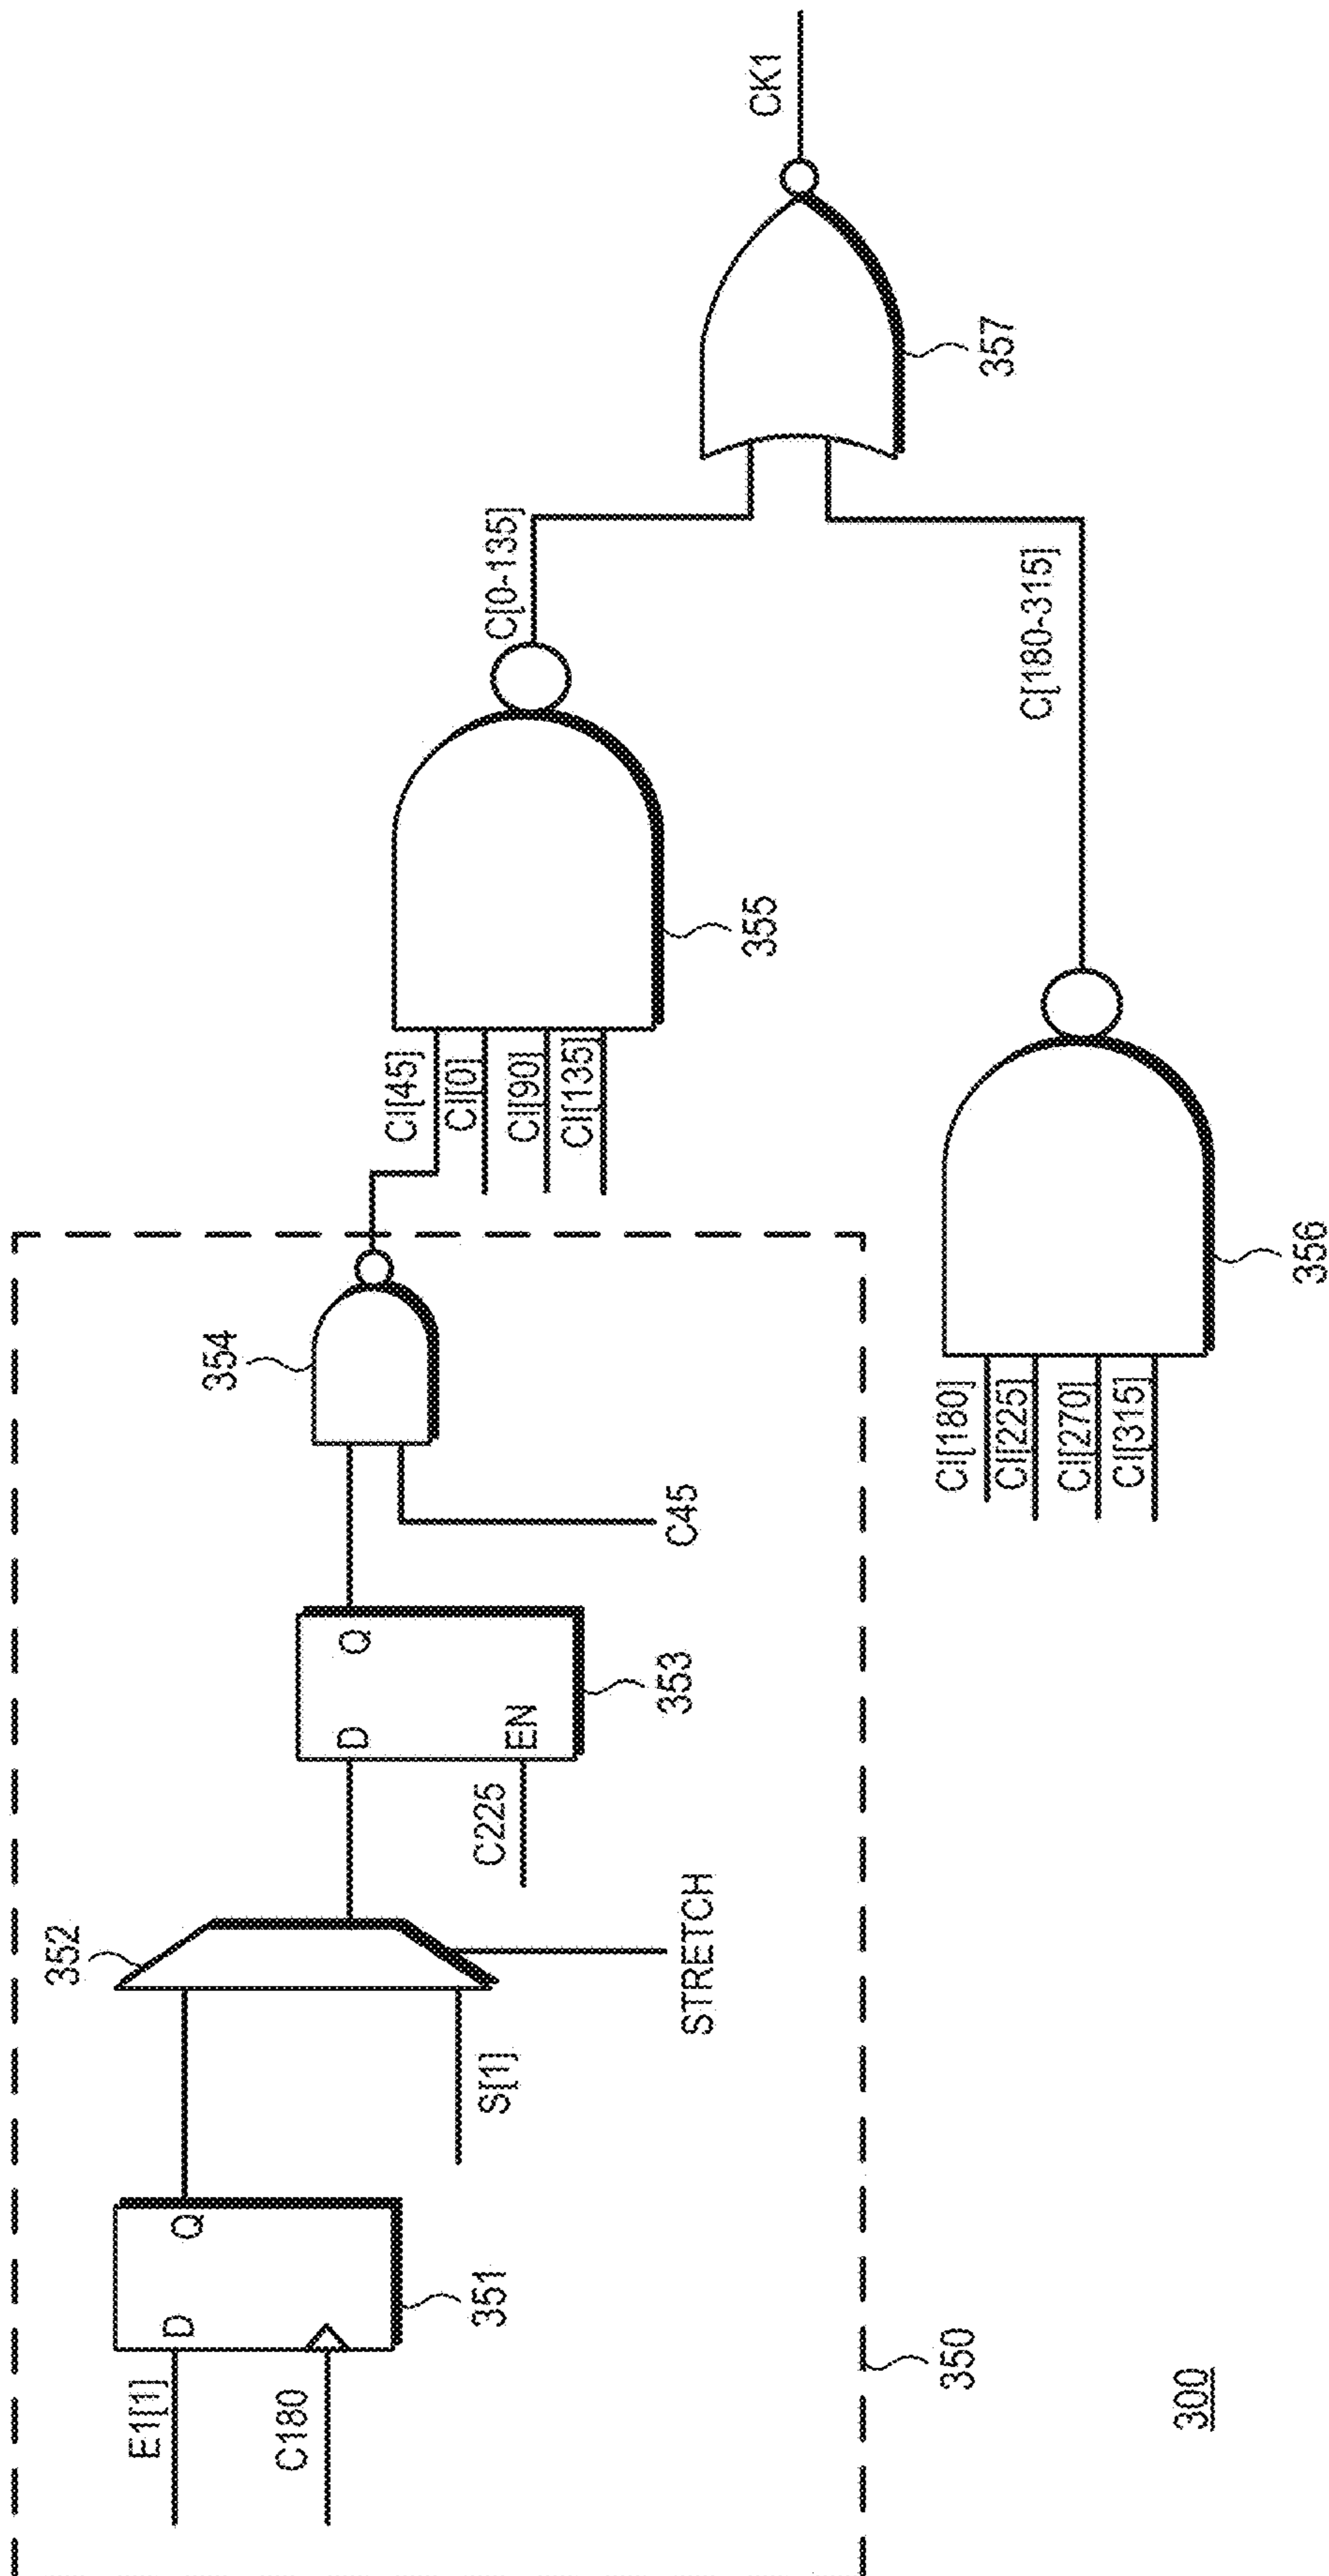 E1[1]
C180
D
Q
351
S[1]
352
STRETCH
D
Q
EN
C225
353
354
C45
350
CI[45]
CI[0]
CI[90]
CI[135]
355
C[0-135]
CI[180]
CI[225]
CI[270]
CI[315]
356
C[180-315]
357
CK1
300